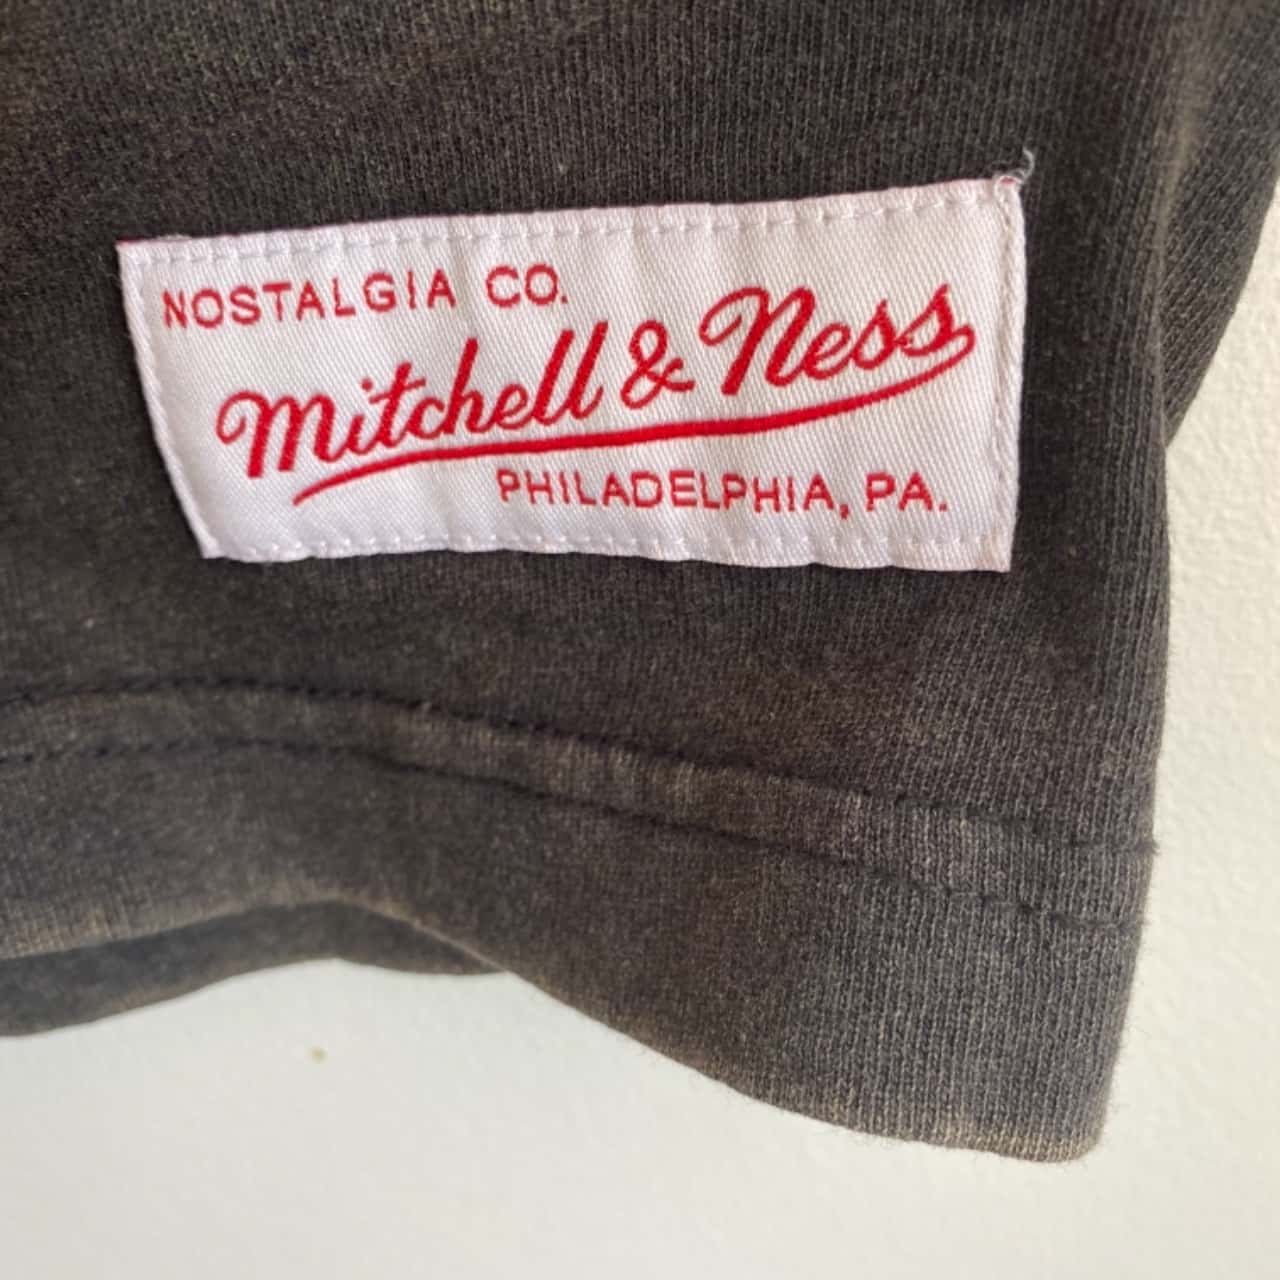 NOSTALGIA CO.
Mitchell & Ness
PHILADELPHIA, PA.